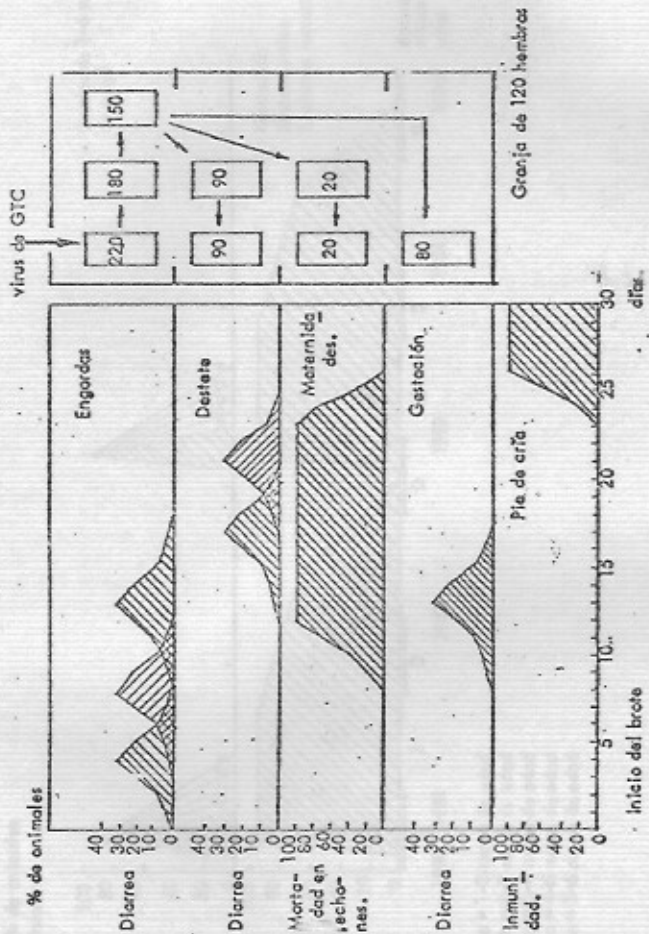 virus de GTC
% de animales
Engordas
Diarrea
40
30
20
10
0
220
180
150
Destete
Diarrea
40
30
20
10
0
90
90
Maternida
des.
Morta-
dad en
lecho-
nes.
100
80
60
40
20
0
20
20
Gestación
Diarrea
40
30
20
10
0
80
Pie de cría
Inmuni
dad.
100
80
60
40
20
0
5
10
15
20
25
30
días.
Inicio del brote
Granja de 120 hembras